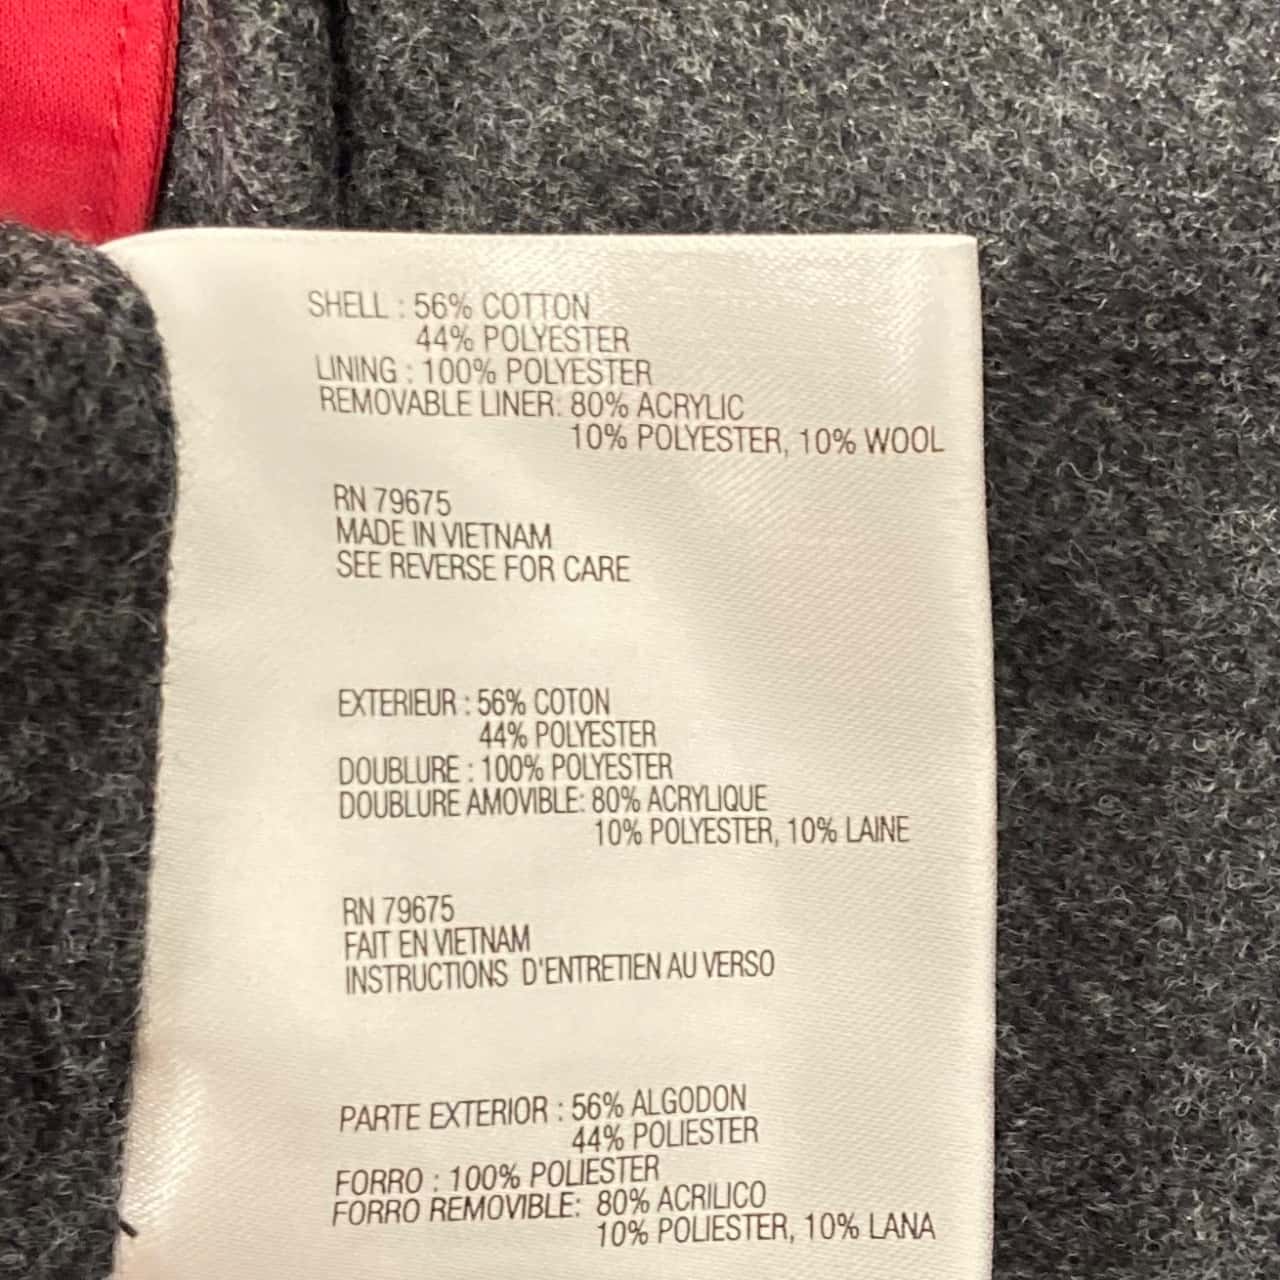 SHELL : 56% COTTON
44% POLYESTER
LINING : 100% POLYESTER
REMOVABLE LINER: 80% ACRYLIC
10% POLYESTER, 10% WOOL
RN 79675
MADE IN VIETNAM
SEE REVERSE FOR CARE
EXTERIEUR : 56% COTON
44% POLYESTER
DOUBLURE : 100% POLYESTER
DOUBLURE AMOVIBLE: 80% ACRYLIQUE
10% POLYESTER, 10% LAINE
RN 79675
FAIT EN VIETNAM
INSTRUCTIONS D'ENTRETIEN AU VERSO
PARTE EXTERIOR : 56% ALGODON
44% POLIESTER
FORRO : 100% POLIESTER
FORRO REMOVIBLE: 80% ACRILICO
10% POLIESTER, 10% LANA